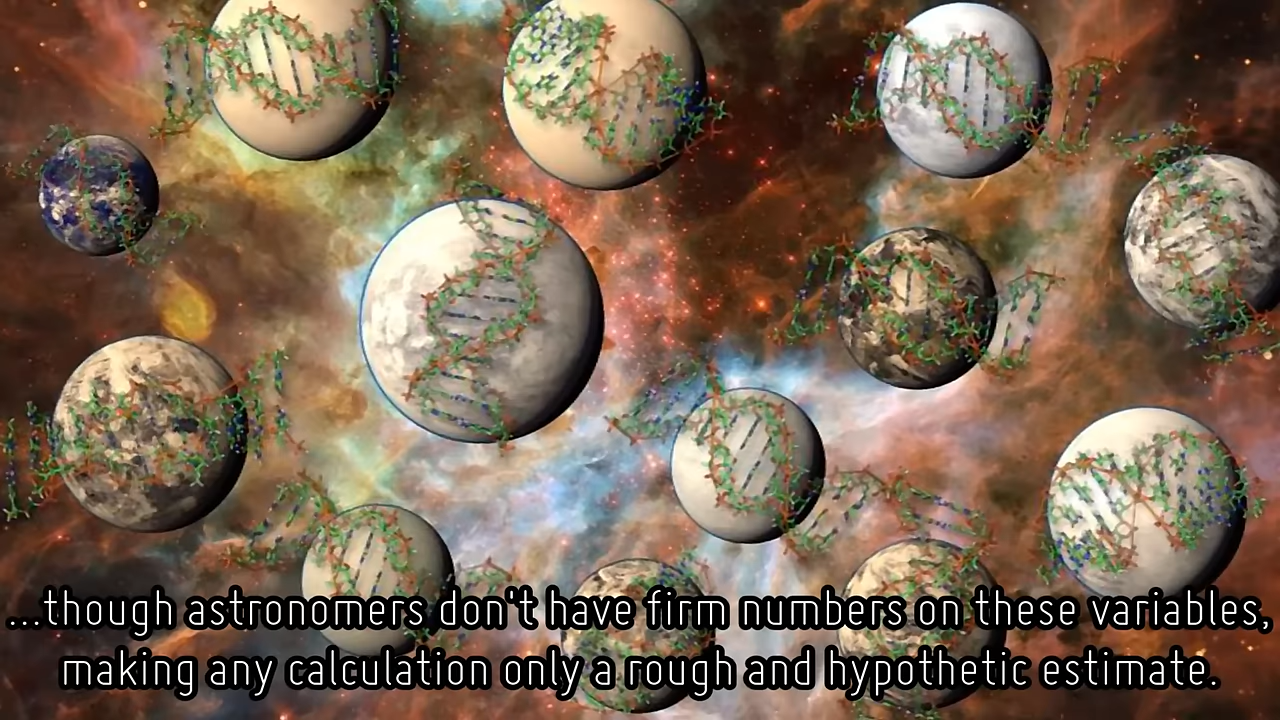 ...though astronomers don't have firm numbers on these variables,
making any calculation only a rough and hypothetic estimate.